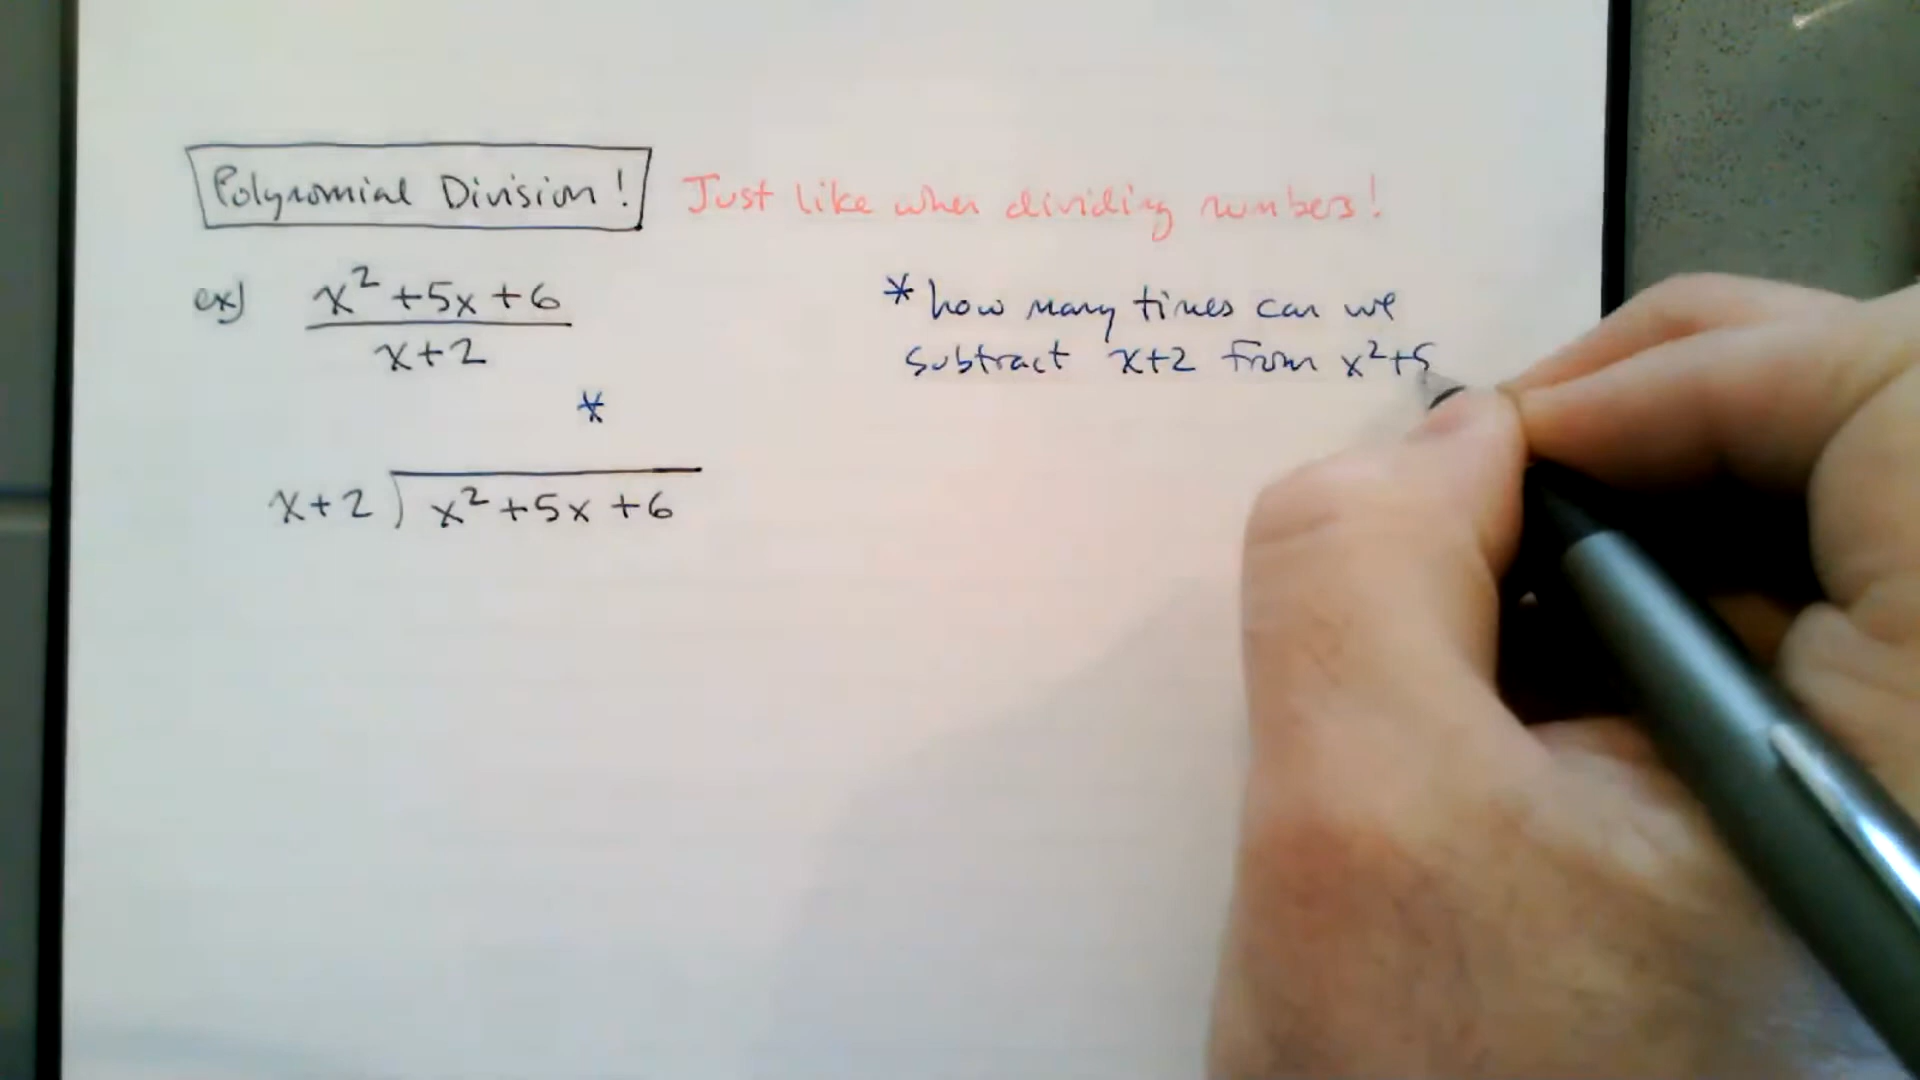 Polynomial Division! Just like when dividing numbers!
ex) x² +5x +6
x+2
* how many times can we
subtract x+2 from x²+5
*
x+2 ) x² +5x +6